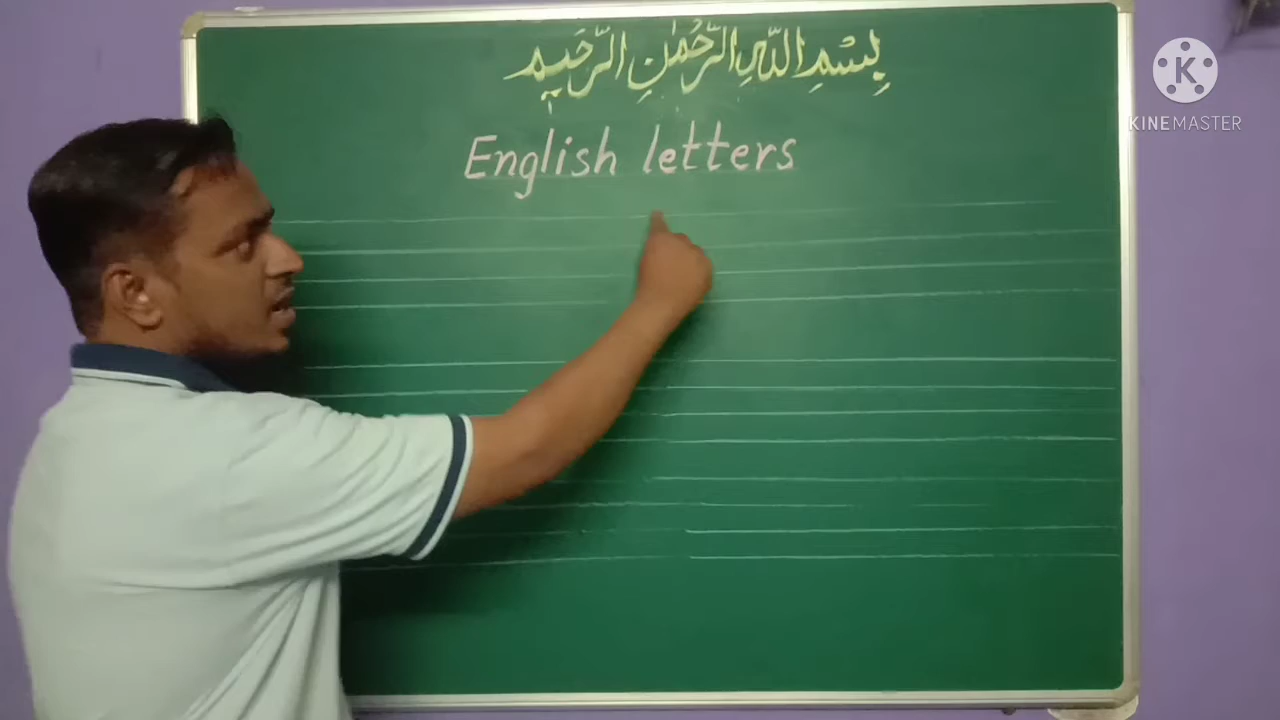 بِسْمِ اللّٰهِ الرَّحْمٰنِ الرَّحِيْمِ
English letters
K
KINEMASTER